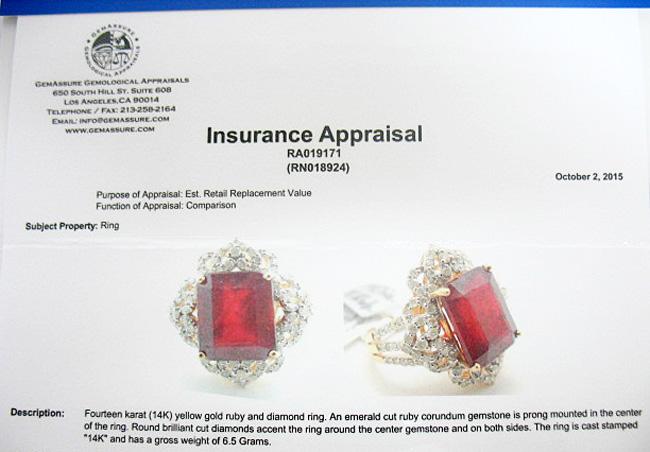 GEMASSURE
GEMOLOGICAL APPRAISALS
GEMASSURE GEMOLOGICAL APPRAISALS
650 SOUTH HILL ST. SUITE 608
LOS ANGELES,CA 90014
TELEPHONE / FAX: 213-258-2164
EMAIL: INFO@GEMASSURE.COM
WWW.GEMASSURE.COM
Insurance Appraisal
RA019171
(RN018924)
October 2, 2015
Purpose of Appraisal: Est. Retail Replacement Value
Function of Appraisal: Comparison
Subject Property: Ring
Description: Fourteen karat (14K) yellow gold ruby and diamond ring. An emerald cut ruby corundum gemstone is prong mounted in the center
of the ring. Round brilliant cut diamonds accent the ring around the center gemstone and on both sides. The ring is cast stamped
"14K" and has a gross weight of 6.5 Grams.